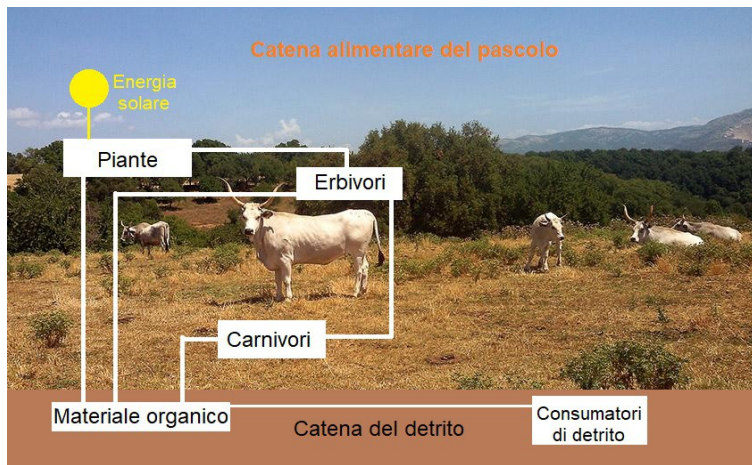 Catena alimentare del pascolo
Energia
solare
Piante
Erbivori
Carnivori
Materiale organico
Catena del detrito
Consumatori
di detrito